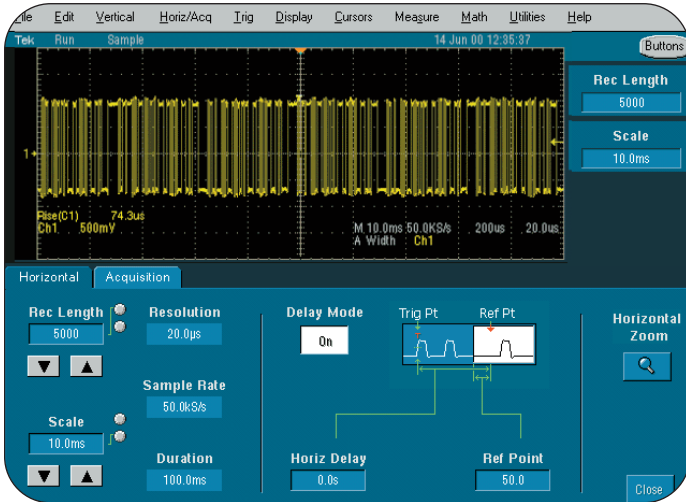 File Edit Vertical Horiz/Acq Trig Display Cursors Measure Math Utilities Help
Tek Run Sample 14 Jun 00 12:35:37
Buttons
Rec Length
5000
Scale
10.0ms
1
Rise(C1) 74.3us
Ch1 500mV
M 10.0ms 50.0KS/s 200us 20.0us
A Width Ch1
Horizontal Acquisition
Rec Length
5000
Resolution
20.0µs
Delay Mode
On
Trig Pt Ref Pt
Horizontal
Zoom
Sample Rate
50.0kS/s
Scale
10.0ms
Duration
100.0ms
Horiz Delay
0.0s
Ref Point
50.0
Close